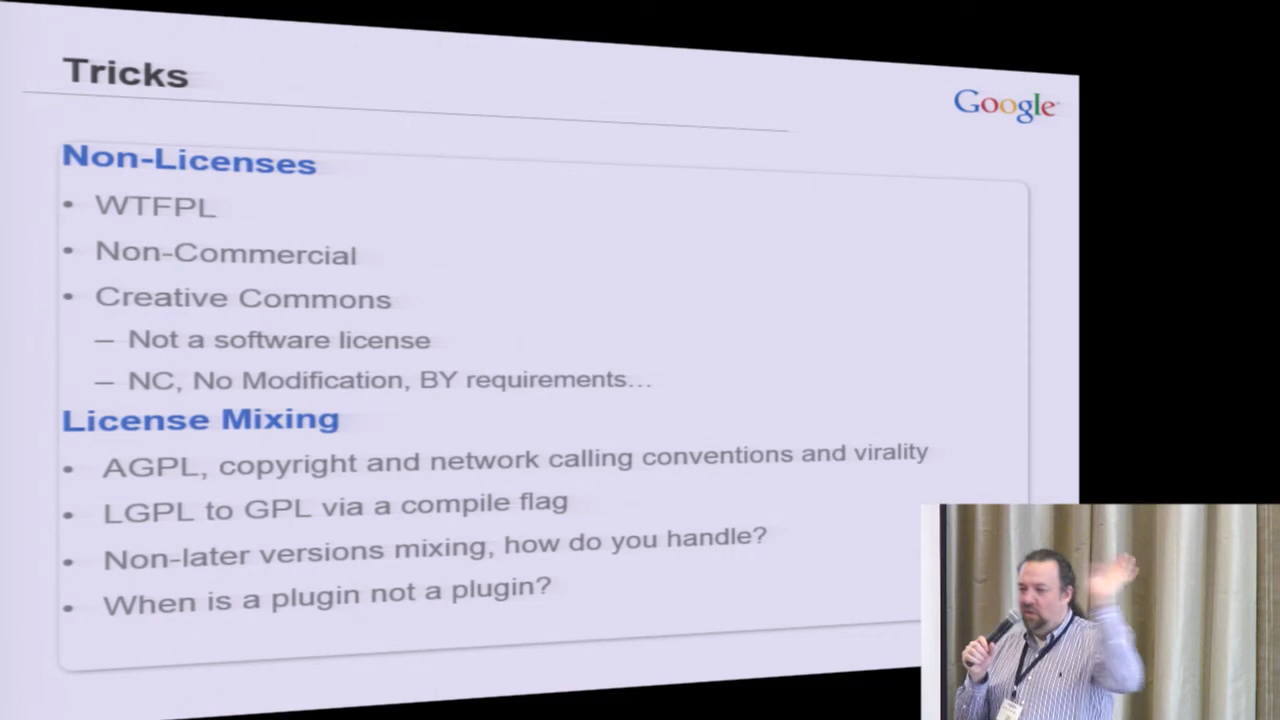 Tricks
Google
Non-Licenses
• WTFPL
• Non-Commercial
• Creative Commons
– Not a software license
– NC, No Modification, BY requirements…
License Mixing
• AGPL, copyright and network calling conventions and virality
• LGPL to GPL via a compile flag
• Non-later versions mixing, how do you handle?
• When is a plugin not a plugin?